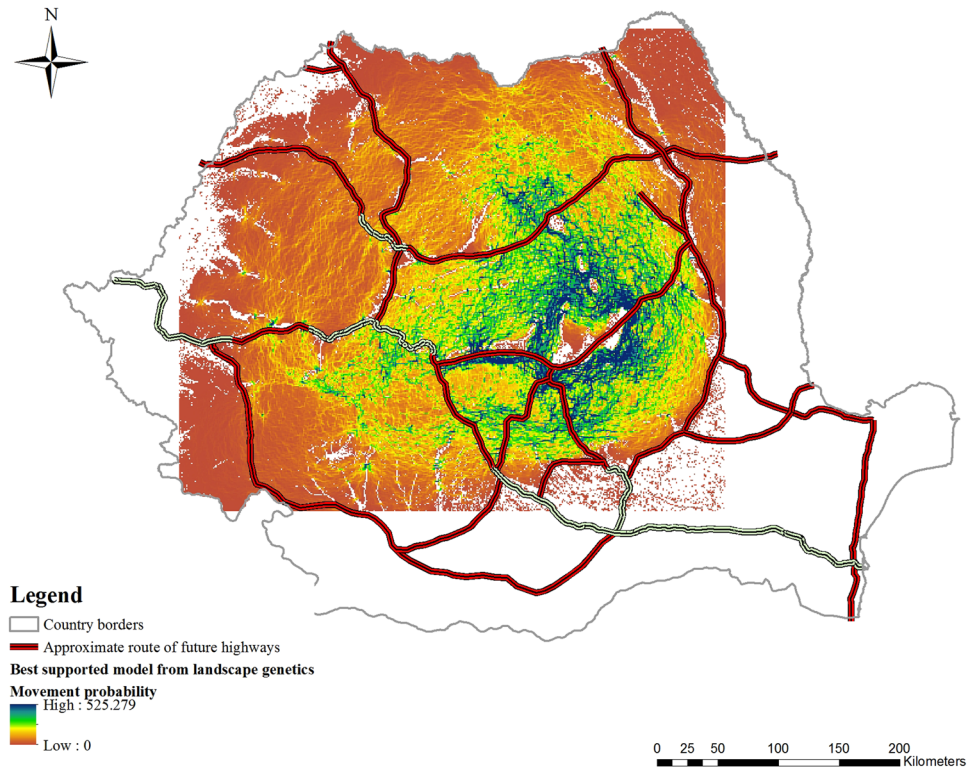 N
Legend
Country borders
Approximate route of future highways
Best supported model from landscape genetics
Movement probability
High : 525.279
Low : 0
0 25 50 100 150 200
Kilometers